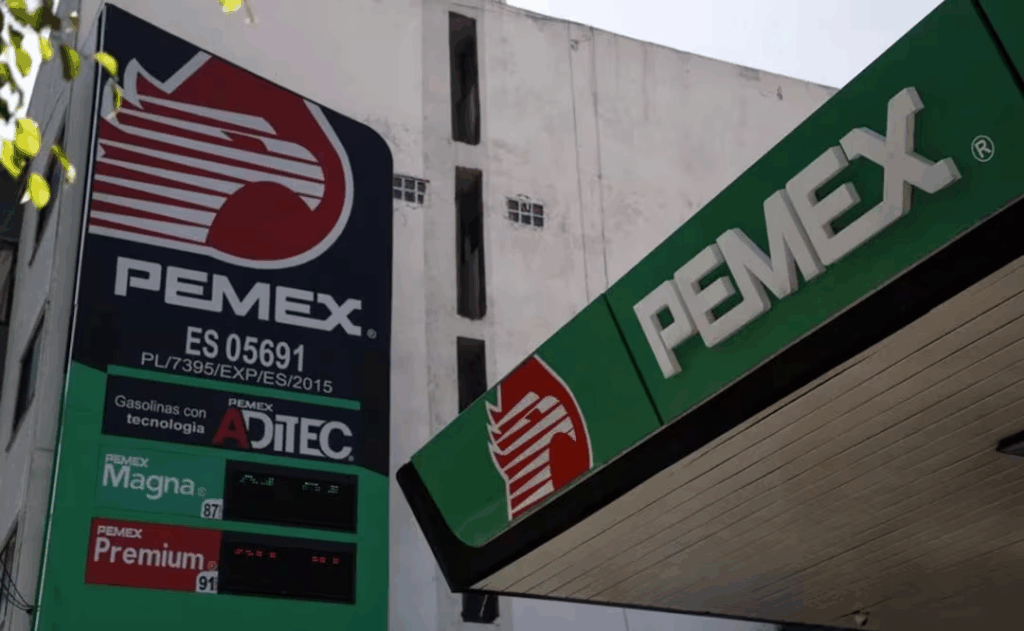 PEMEX®
ES 05691
PL/7395/EXP/ES/2015
Gasolinas con
tecnología
PEMEX
ADITEC®
PEMEX
Magna®
87
PEMEX
Premium®
91
PEMEX®